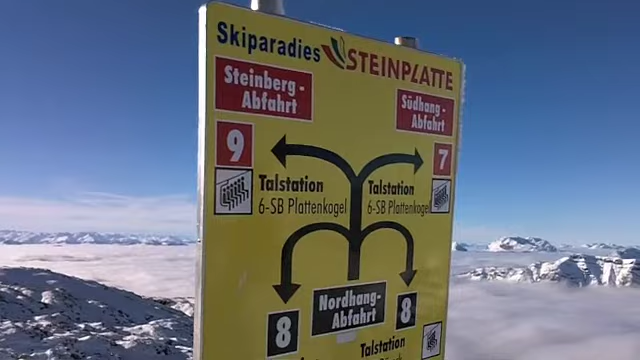 Skiparadies STEINPLATTE
Steinberg-
Abfahrt
Südhang-
Abfahrt
9
7
Talstation
6-SB Plattenkogel
Talstation
6-SB Plattenkogel
Nordhang-
Abfahrt
8
8
Talstation